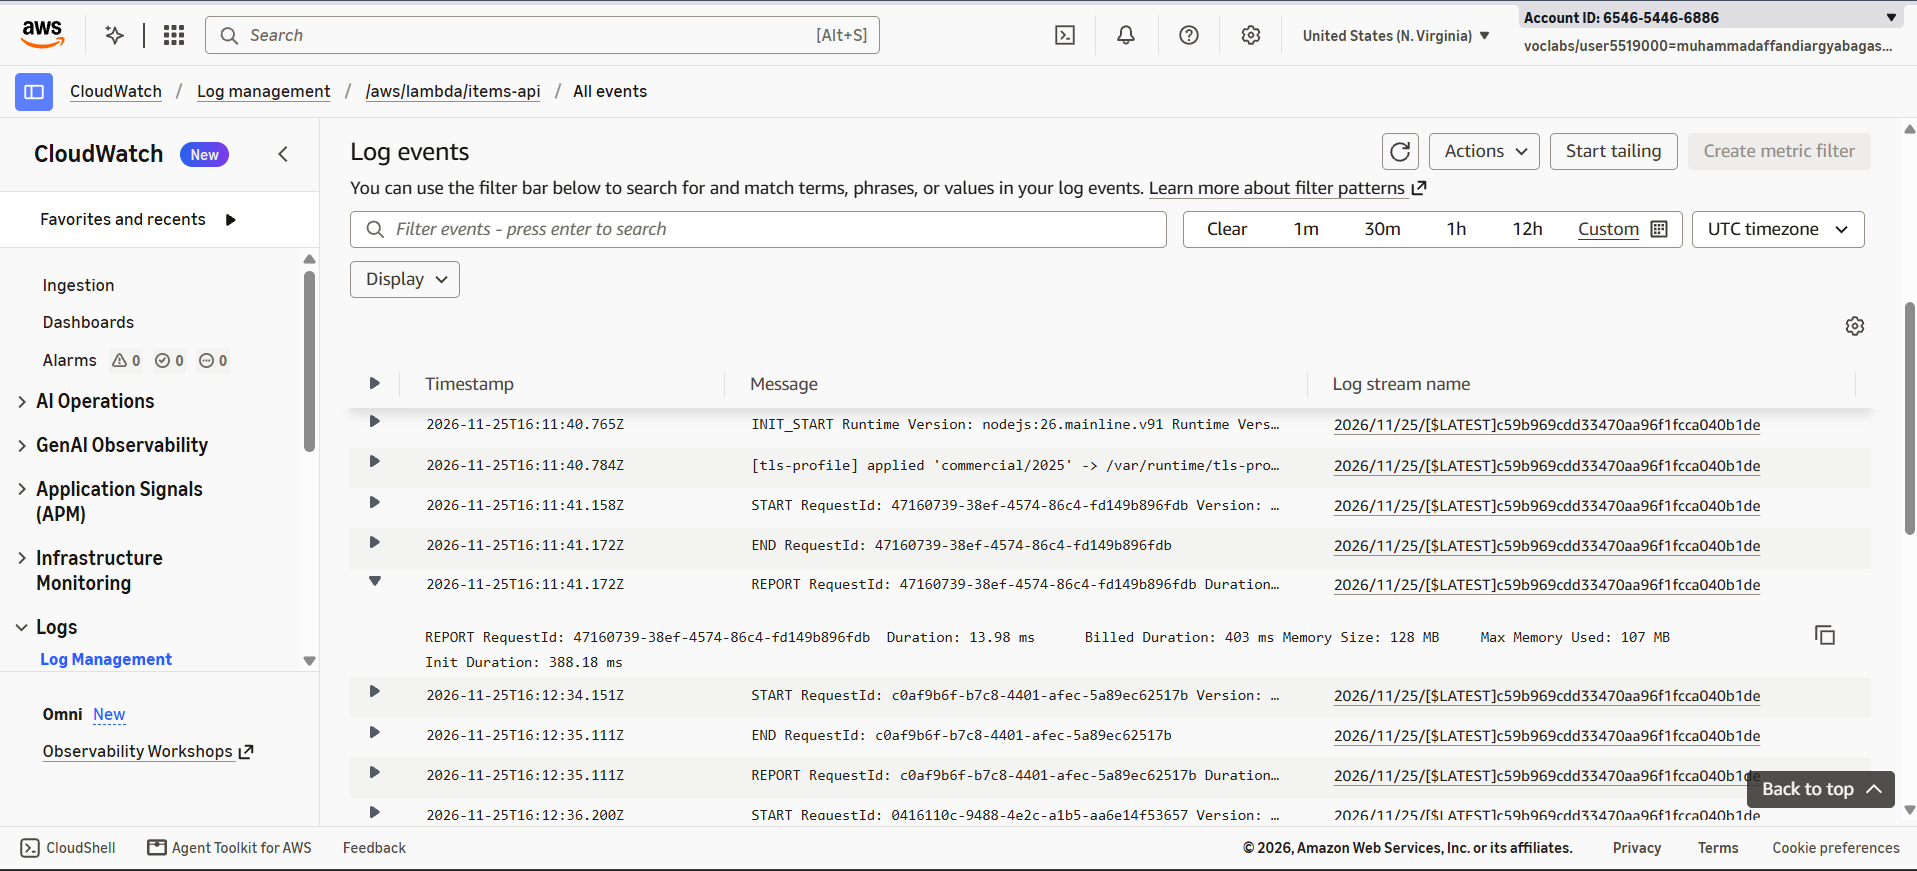 aws
Search [Alt+S]
United States (N. Virginia)
Account ID: 6546-5446-6886
voclabs/user5519000=muhammadaffandiargyabagas...
CloudWatch / Log management / /aws/lambda/items-api / All events
CloudWatch New
Favorites and recents
Ingestion
Dashboards
Alarms 0 0 0
AI Operations
GenAI Observability
Application Signals
(APM)
Infrastructure
Monitoring
Logs
Log Management
Omni New
Observability Workshops
Log events
Actions
Start tailing
Create metric filter
You can use the filter bar below to search for and match terms, phrases, or values in your log events. Learn more about filter patterns
Filter events - press enter to search
Clear 1m 30m 1h 12h Custom
UTC timezone
Display
Timestamp Message Log stream name
2026-11-25T16:11:40.765Z INIT_START Runtime Version: nodejs:26.mainline.v91 Runtime Vers… 2026/11/25/[$LATEST]c59b969cdd33470aa96f1fcca040b1de
2026-11-25T16:11:40.784Z [tls-profile] applied 'commercial/2025' -> /var/runtime/tls-pro… 2026/11/25/[$LATEST]c59b969cdd33470aa96f1fcca040b1de
2026-11-25T16:11:41.158Z START RequestId: 47160739-38ef-4574-86c4-fd149b896fdb Version: … 2026/11/25/[$LATEST]c59b969cdd33470aa96f1fcca040b1de
2026-11-25T16:11:41.172Z END RequestId: 47160739-38ef-4574-86c4-fd149b896fdb 2026/11/25/[$LATEST]c59b969cdd33470aa96f1fcca040b1de
2026-11-25T16:11:41.172Z REPORT RequestId: 47160739-38ef-4574-86c4-fd149b896fdb Duration… 2026/11/25/[$LATEST]c59b969cdd33470aa96f1fcca040b1de
REPORT RequestId: 47160739-38ef-4574-86c4-fd149b896fdb Duration: 13.98 ms Billed Duration: 403 ms Memory Size: 128 MB Max Memory Used: 107 MB
Init Duration: 388.18 ms
2026-11-25T16:12:34.151Z START RequestId: c0af9b6f-b7c8-4401-afec-5a89ec62517b Version: … 2026/11/25/[$LATEST]c59b969cdd33470aa96f1fcca040b1de
2026-11-25T16:12:35.111Z END RequestId: c0af9b6f-b7c8-4401-afec-5a89ec62517b 2026/11/25/[$LATEST]c59b969cdd33470aa96f1fcca040b1de
2026-11-25T16:12:35.111Z REPORT RequestId: c0af9b6f-b7c8-4401-afec-5a89ec62517b Duration… 2026/11/25/[$LATEST]c59b969cdd33470aa96f1fcca040b1de
2026-11-25T16:12:36.200Z START RequestId: 0416110c-9488-4e2c-a1b5-aa6e14f53657 Version: … 2026/11/25/[$LATEST]c59b969cdd33470aa96f1fcca040b1de
Back to top
CloudShell Agent Toolkit for AWS Feedback © 2026, Amazon Web Services, Inc. or its affiliates. Privacy Terms Cookie preferences